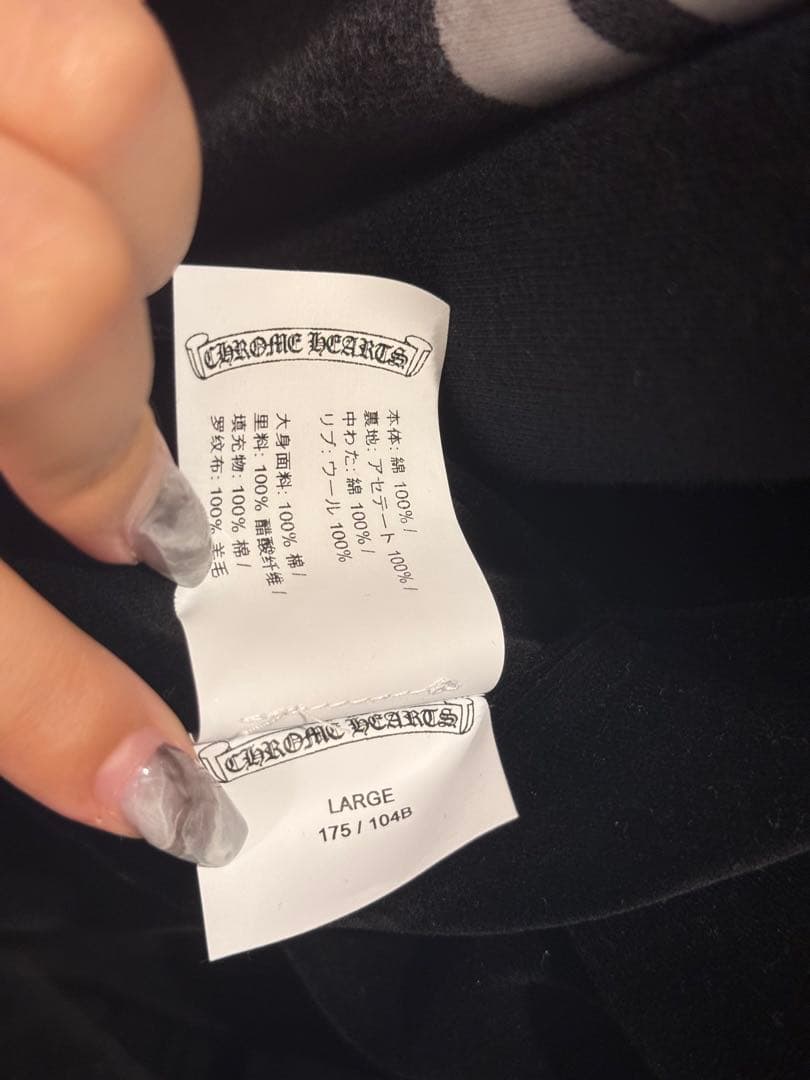 CHROME HEARTS
本体: 綿 100% /
裏地: アセテート 100% /
中わた: 綿 100% /
リブ: ウール 100%
大身面料: 100% 棉 /
里料: 100% 醋酸纤维 /
填充物: 100% 棉 /
罗纹布: 100% 羊毛
CHROME HEARTS
LARGE
175 / 104B